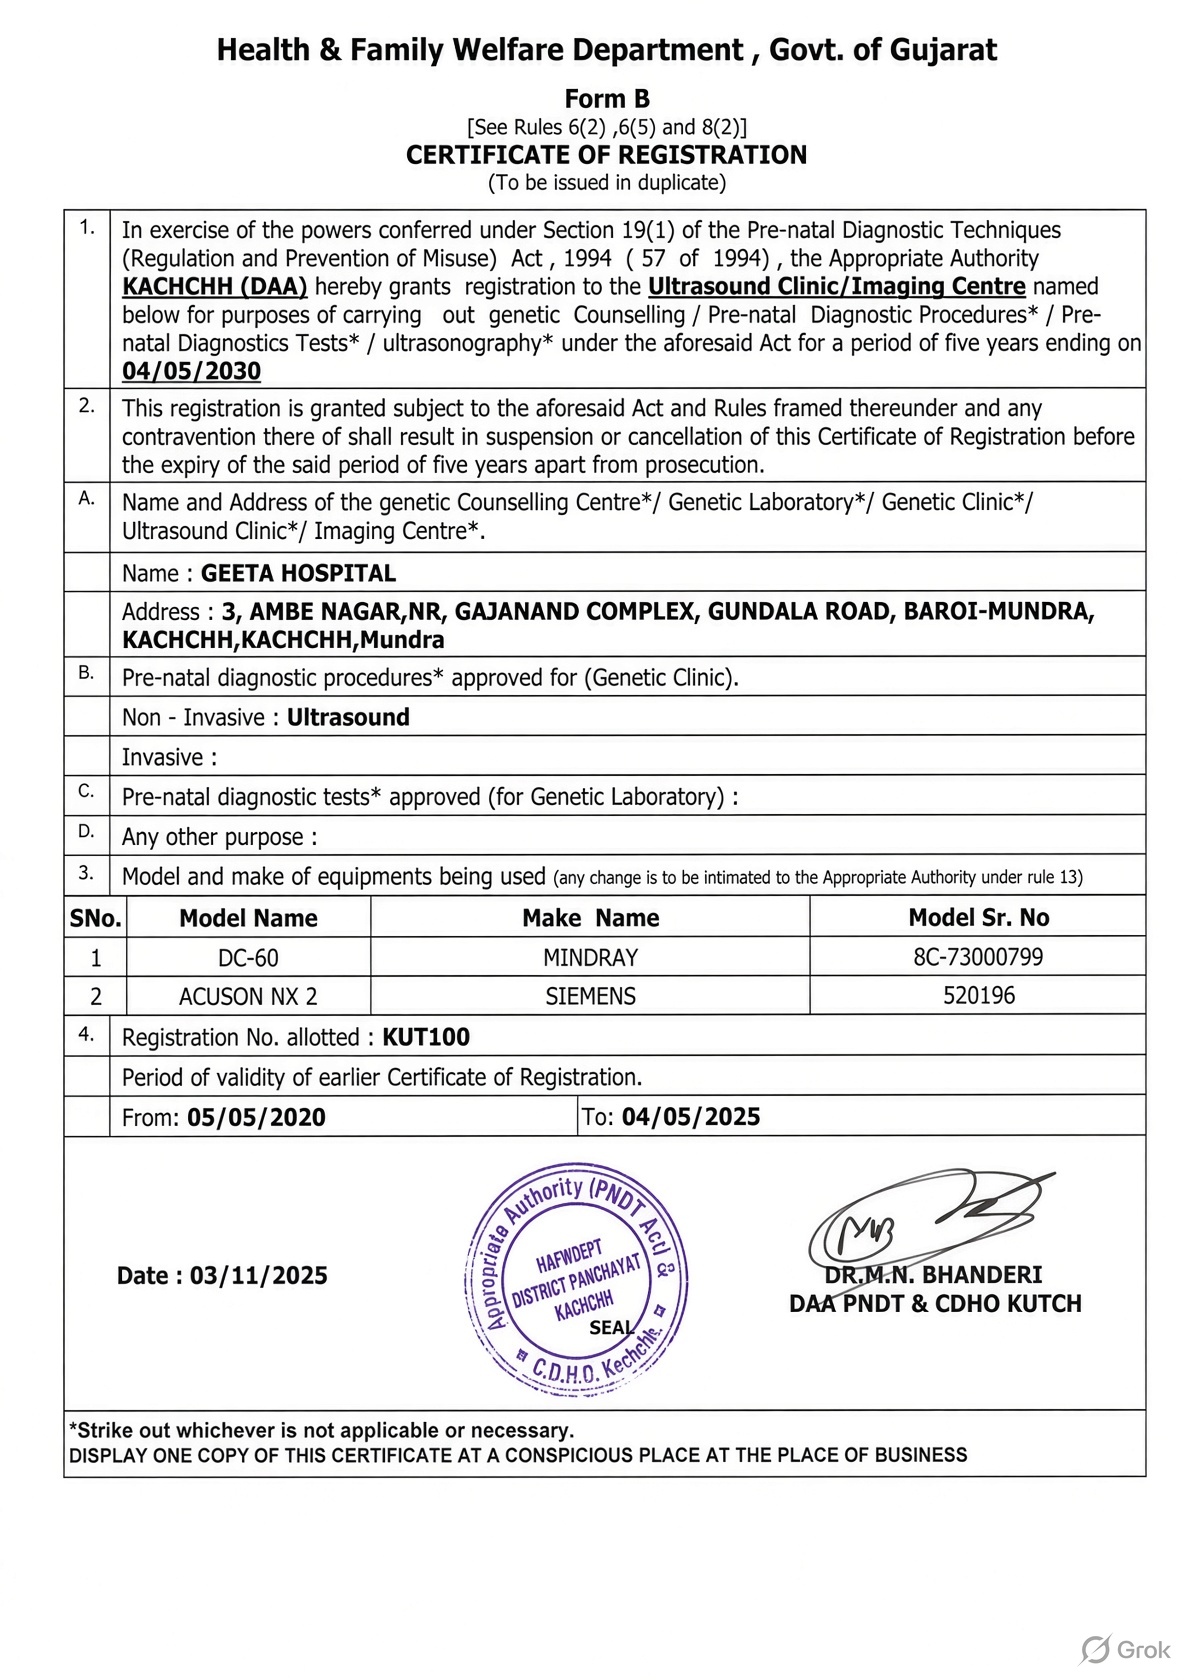 Health & Family Welfare Department , Govt. of Gujarat
Form B
[See Rules 6(2) ,6(5) and 8(2)]
CERTIFICATE OF REGISTRATION
(To be issued in duplicate)
1. In exercise of the powers conferred under Section 19(1) of the Pre-natal Diagnostic Techniques
(Regulation and Prevention of Misuse) Act , 1994 ( 57 of 1994) , the Appropriate Authority
KACHCHH (DAA) hereby grants registration to the Ultrasound Clinic/Imaging Centre named
below for purposes of carrying out genetic Counselling / Pre-natal Diagnostic Procedures* / Pre-
natal Diagnostics Tests* / ultrasonography* under the aforesaid Act for a period of five years ending on
04/05/2030
2. This registration is granted subject to the aforesaid Act and Rules framed thereunder and any
contravention there of shall result in suspension or cancellation of this Certificate of Registration before
the expiry of the said period of five years apart from prosecution.
A. Name and Address of the genetic Counselling Centre*/ Genetic Laboratory*/ Genetic Clinic*/
Ultrasound Clinic*/ Imaging Centre*.
Name : GEETA HOSPITAL
Address : 3, AMBE NAGAR,NR, GAJANAND COMPLEX, GUNDALA ROAD, BAROI-MUNDRA,
KACHCHH,KACHCHH,Mundra
B. Pre-natal diagnostic procedures* approved for (Genetic Clinic).
Non - Invasive : Ultrasound
Invasive :
C. Pre-natal diagnostic tests* approved (for Genetic Laboratory) :
D. Any other purpose :
3. Model and make of equipments being used (any change is to be intimated to the Appropriate Authority under rule 13)
SNo. Model Name Make Name Model Sr. No
1 DC-60 MINDRAY 8C-73000799
2 ACUSON NX 2 SIEMENS 520196
4. Registration No. allotted : KUT100
Period of validity of earlier Certificate of Registration.
From: 05/05/2020 To: 04/05/2025
Appropriate Authority (PNDT Act)
HAFWDEPT
DISTRICT PANCHAYAT
KACHCHH
SEAL
C.D.H.O. Kechchh.
Date : 03/11/2025
DR.M.N. BHANDERI
DAA PNDT & CDHO KUTCH
*Strike out whichever is not applicable or necessary.
DISPLAY ONE COPY OF THIS CERTIFICATE AT A CONSPICIOUS PLACE AT THE PLACE OF BUSINESS
Grok